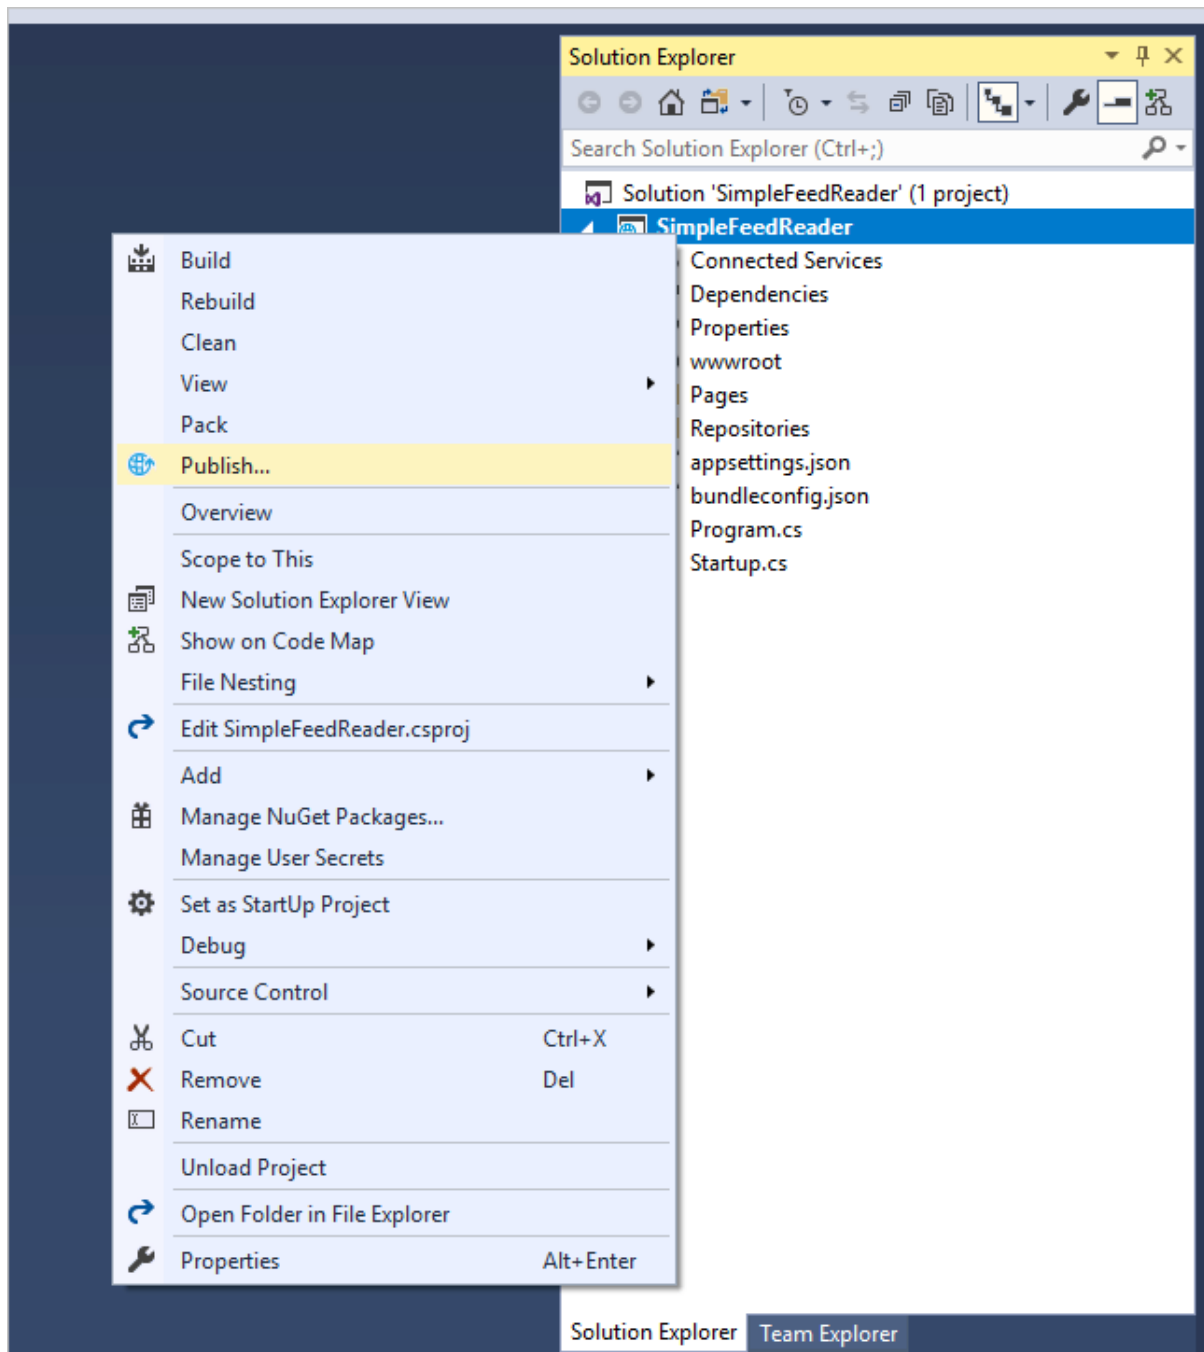 Solution Explorer
Search Solution Explorer (Ctrl+;)
Solution 'SimpleFeedReader' (1 project)
SimpleFeedReader
Connected Services
Dependencies
Properties
wwwroot
Pages
Repositories
appsettings.json
bundleconfig.json
Program.cs
Startup.cs
Build
Rebuild
Clean
View
Pack
Publish...
Overview
Scope to This
New Solution Explorer View
Show on Code Map
File Nesting
Edit SimpleFeedReader.csproj
Add
Manage NuGet Packages...
Manage User Secrets
Set as StartUp Project
Debug
Source Control
Cut Ctrl+X
Remove Del
Rename
Unload Project
Open Folder in File Explorer
Properties Alt+Enter
Solution Explorer Team Explorer